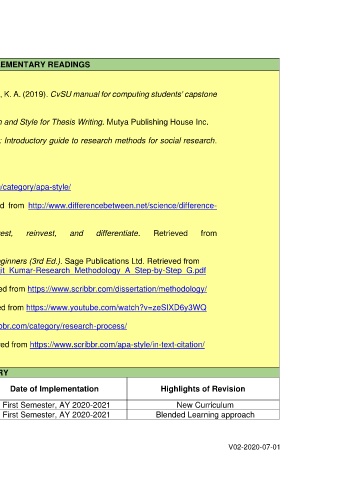 EMENTARY READINGS
, K. A. (2019). CvSU manual for computing students' capstone
n and Style for Thesis Writing. Mutya Publishing House Inc.
: Introductory guide to research methods for social research.
/category/apa-style/
d from http://www.differencebetween.net/science/difference-
est, reinvest, and differentiate. Retrieved from
ginners (3rd Ed.). Sage Publications Ltd. Retrieved from
it_Kumar-Research_Methodology_A_Step-by-Step_G.pdf
ed from https://www.scribbr.com/dissertation/methodology/
ed from https://www.youtube.com/watch?v=zeSIXD6y3WQ
bbr.com/category/research-process/
ved from https://www.scribbr.com/apa-style/in-text-citation/
RY
Date of Implementation Highlights of Revision
First Semester, AY 2020-2021 New Curriculum
First Semester, AY 2020-2021 Blended Learning approach
V02-2020-07-01